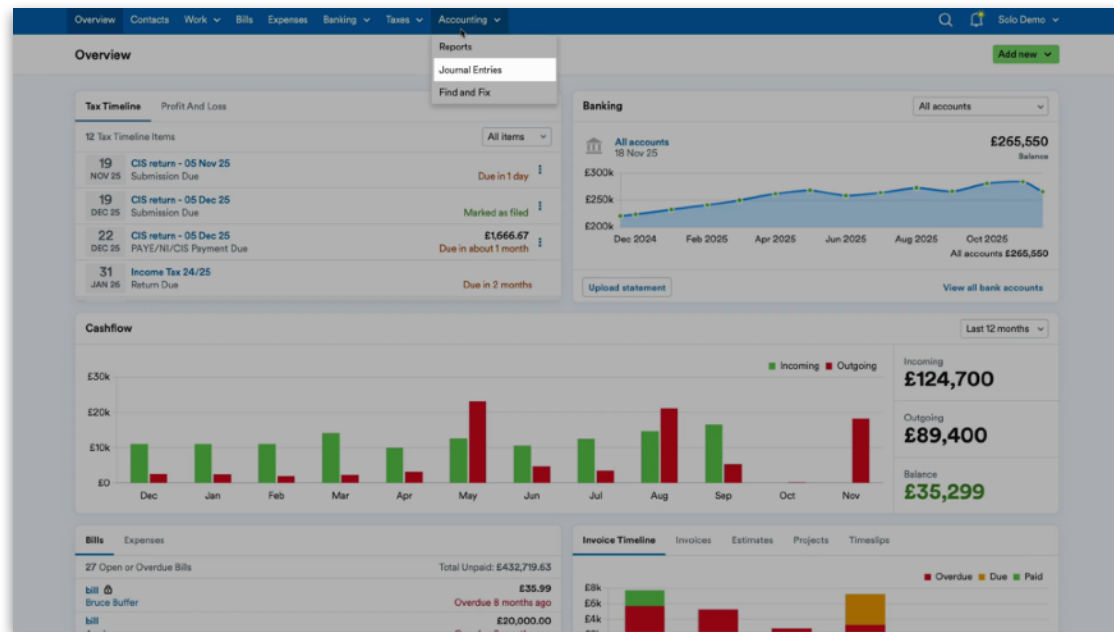 Overview Contacts Work Bills Expenses Banking Taxes Accounting Solo Demo
Reports
Journal Entries
Find and Fix
Overview
Add new
Tax Timeline Profit And Loss
12 Tax Timeline Items All items
19 NOV 25 CIS return - 05 Nov 25
Submission Due Due in 1 day
19 DEC 25 CIS return - 05 Dec 25
Submission Due Marked as filed
22 DEC 25 CIS return - 05 Dec 25 £1,666.67
PAYE/NI/CIS Payment Due Due in about 1 month
31 JAN 26 Income Tax 24/25
Return Due Due in 2 months
Banking All accounts
All accounts £265,550
18 Nov 25 Balance
£300k
£250k
£200k
Dec 2024 Feb 2025 Apr 2025 Jun 2025 Aug 2025 Oct 2025
All accounts £265,550
Upload statement View all bank accounts
Cashflow Last 12 months
Incoming Outgoing
£30k
£20k
£10k
£0
Dec Jan Feb Mar Apr May Jun Jul Aug Sep Oct Nov
Incoming
£124,700
Outgoing
£89,400
Balance
£35,299
Bills Expenses
27 Open or Overdue Bills Total Unpaid: £432,719.63
bill £35.99
Bruce Buffer Overdue 8 months ago
bill £20,000.00
Invoice Timeline Invoices Estimates Projects Timeslips
Overdue Due Paid
£8k
£6k
£4k